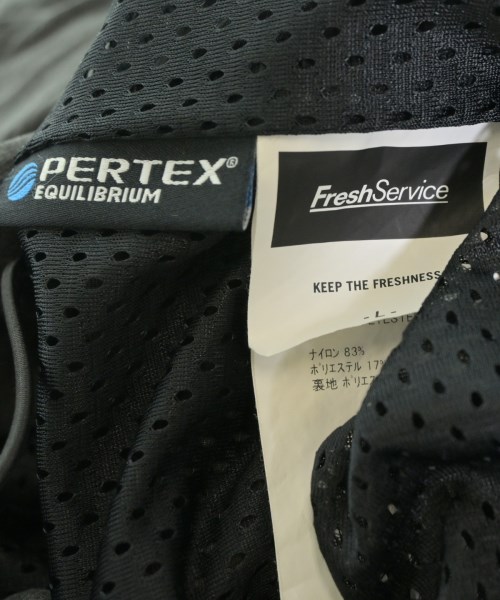 PERTEX®
EQUILIBRIUM
FreshService
KEEP THE FRESHNESS
- L -
ナイロン 83%
ポリエステル 17%
裏地 ポリエ